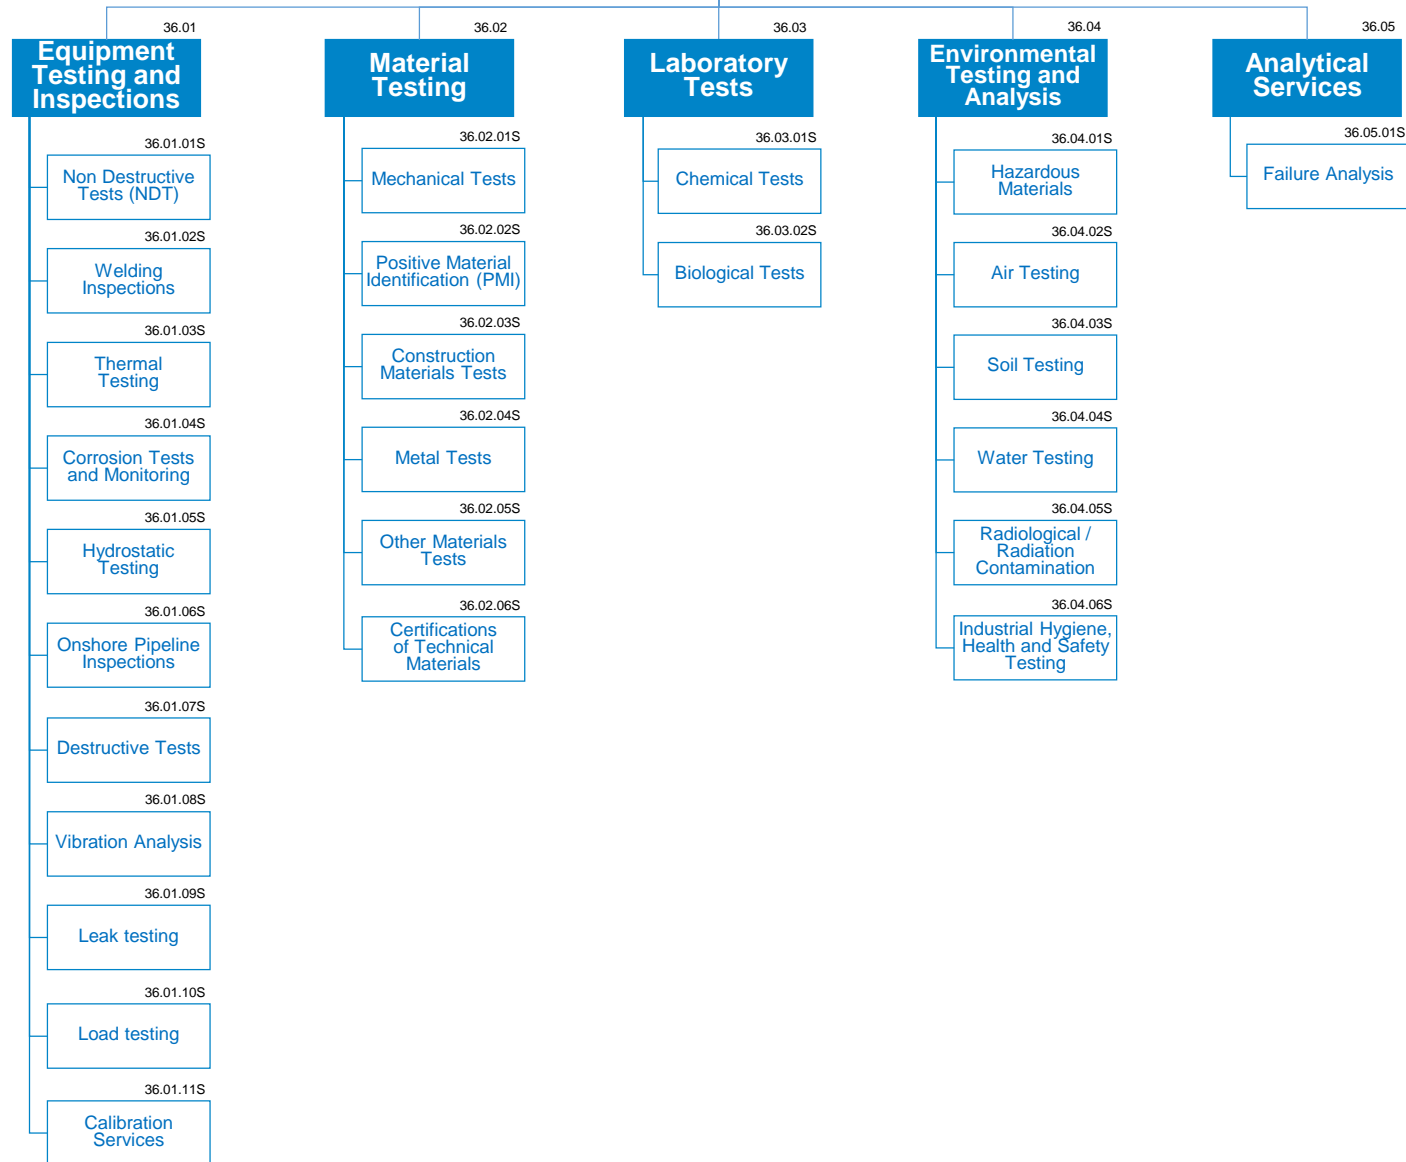 36.01
Equipment
Testing and
Inspections
36.01.01S
Non Destructive
Tests (NDT)
36.01.02S
Welding
Inspections
36.01.03S
Thermal
Testing
36.01.04S
Corrosion Tests
and Monitoring
36.01.05S
Hydrostatic
Testing
36.01.06S
Onshore Pipeline
Inspections
36.01.07S
Destructive Tests
36.01.08S
Vibration Analysis
36.01.09S
Leak testing
36.01.10S
Load testing
36.01.11S
Calibration
Services
36.02
Material
Testing
36.02.01S
Mechanical Tests
36.02.02S
Positive Material
Identification (PMI)
36.02.03S
Construction
Materials Tests
36.02.04S
Metal Tests
36.02.05S
Other Materials
Tests
36.02.06S
Certifications
of Technical
Materials
36.03
Laboratory
Tests
36.03.01S
Chemical Tests
36.03.02S
Biological Tests
36.04
Environmental
Testing and
Analysis
36.04.01S
Hazardous
Materials
36.04.02S
Air Testing
36.04.03S
Soil Testing
36.04.04S
Water Testing
36.04.05S
Radiological /
Radiation
Contamination
36.04.06S
Industrial Hygiene,
Health and Safety
Testing
36.05
Analytical
Services
36.05.01S
Failure Analysis